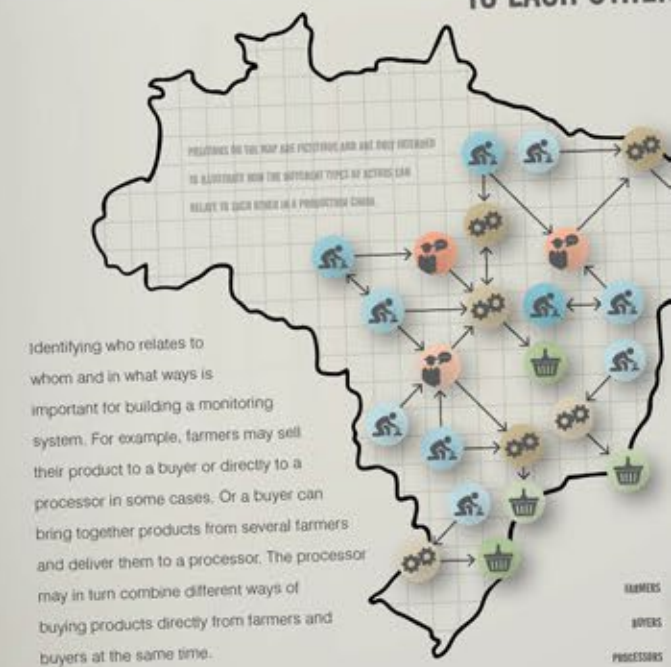 TO EACH OTHER
POSITIONS ON THE MAP ARE FICTITIOUS AND ARE ONLY INTENDED
TO ILLUSTRATE HOW THE DIFFERENT TYPES OF ACTORS CAN
RELATE TO EACH OTHER IN A PRODUCTION CHAIN.
Identifying who relates to
whom and in what ways is
important for building a monitoring
system. For example, farmers may sell
their product to a buyer or directly to a
processor in some cases. Or a buyer can
bring together products from several farmers
and deliver them to a processor. The processor
may in turn combine different ways of
buying products directly from farmers and
buyers at the same time.
FARMERS
BUYERS
PROCESSORS